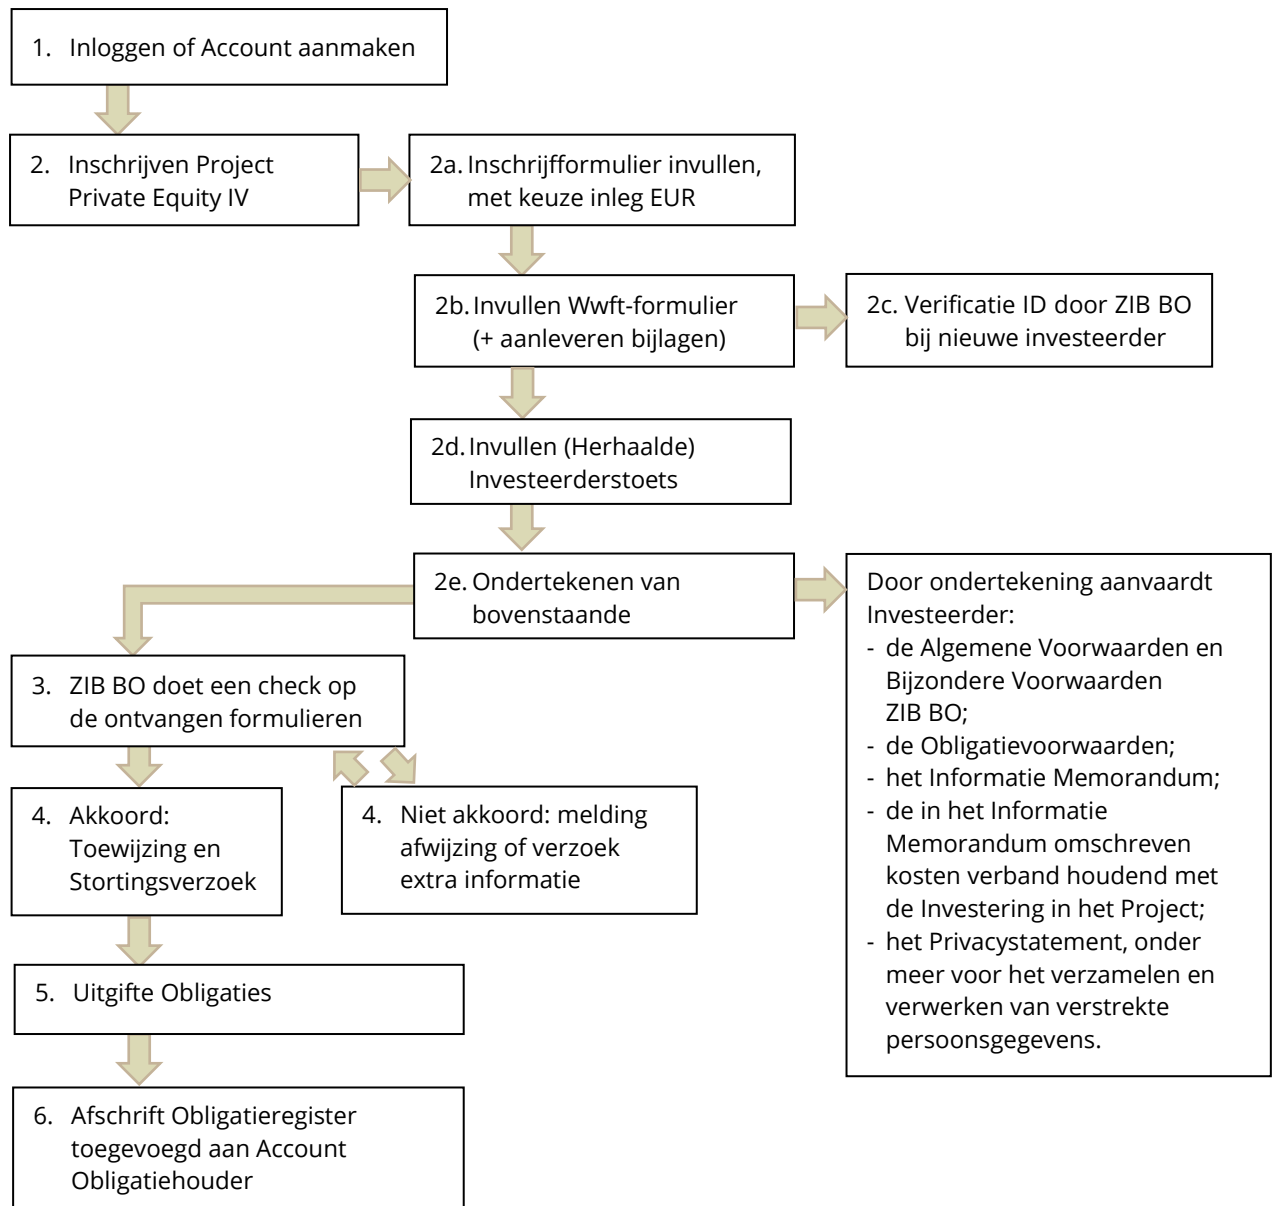 1. Inloggen of Account aanmaken
2. Inschrijven Project
Private Equity IV
2a. Inschrijfformulier invullen,
met keuze inleg EUR
2b. Invullen Wwft-formulier
(+ aanleveren bijlagen)
2c. Verificatie ID door ZIB BO
bij nieuwe investeerder
2d. Invullen (Herhaalde)
Investeerderstoets
2e. Ondertekenen van
bovenstaande
Door ondertekening aanvaardt
Investeerder:
- de Algemene Voorwaarden en
Bijzondere Voorwaarden
ZIB BO;
- de Obligatievoorwaarden;
- het Informatie Memorandum;
- de in het Informatie
Memorandum omschreven
kosten verband houdend met
de Investering in het Project;
- het Privacystatement, onder
meer voor het verzamelen en
verwerken van verstrekte
persoonsgegevens.
3. ZIB BO doet een check op
de ontvangen formulieren
4. Akkoord:
Toewijzing en
Stortingsverzoek
4. Niet akkoord: melding
afwijzing of verzoek
extra informatie
5. Uitgifte Obligaties
6. Afschrift Obligatieregister
toegevoegd aan Account
Obligatiehouder